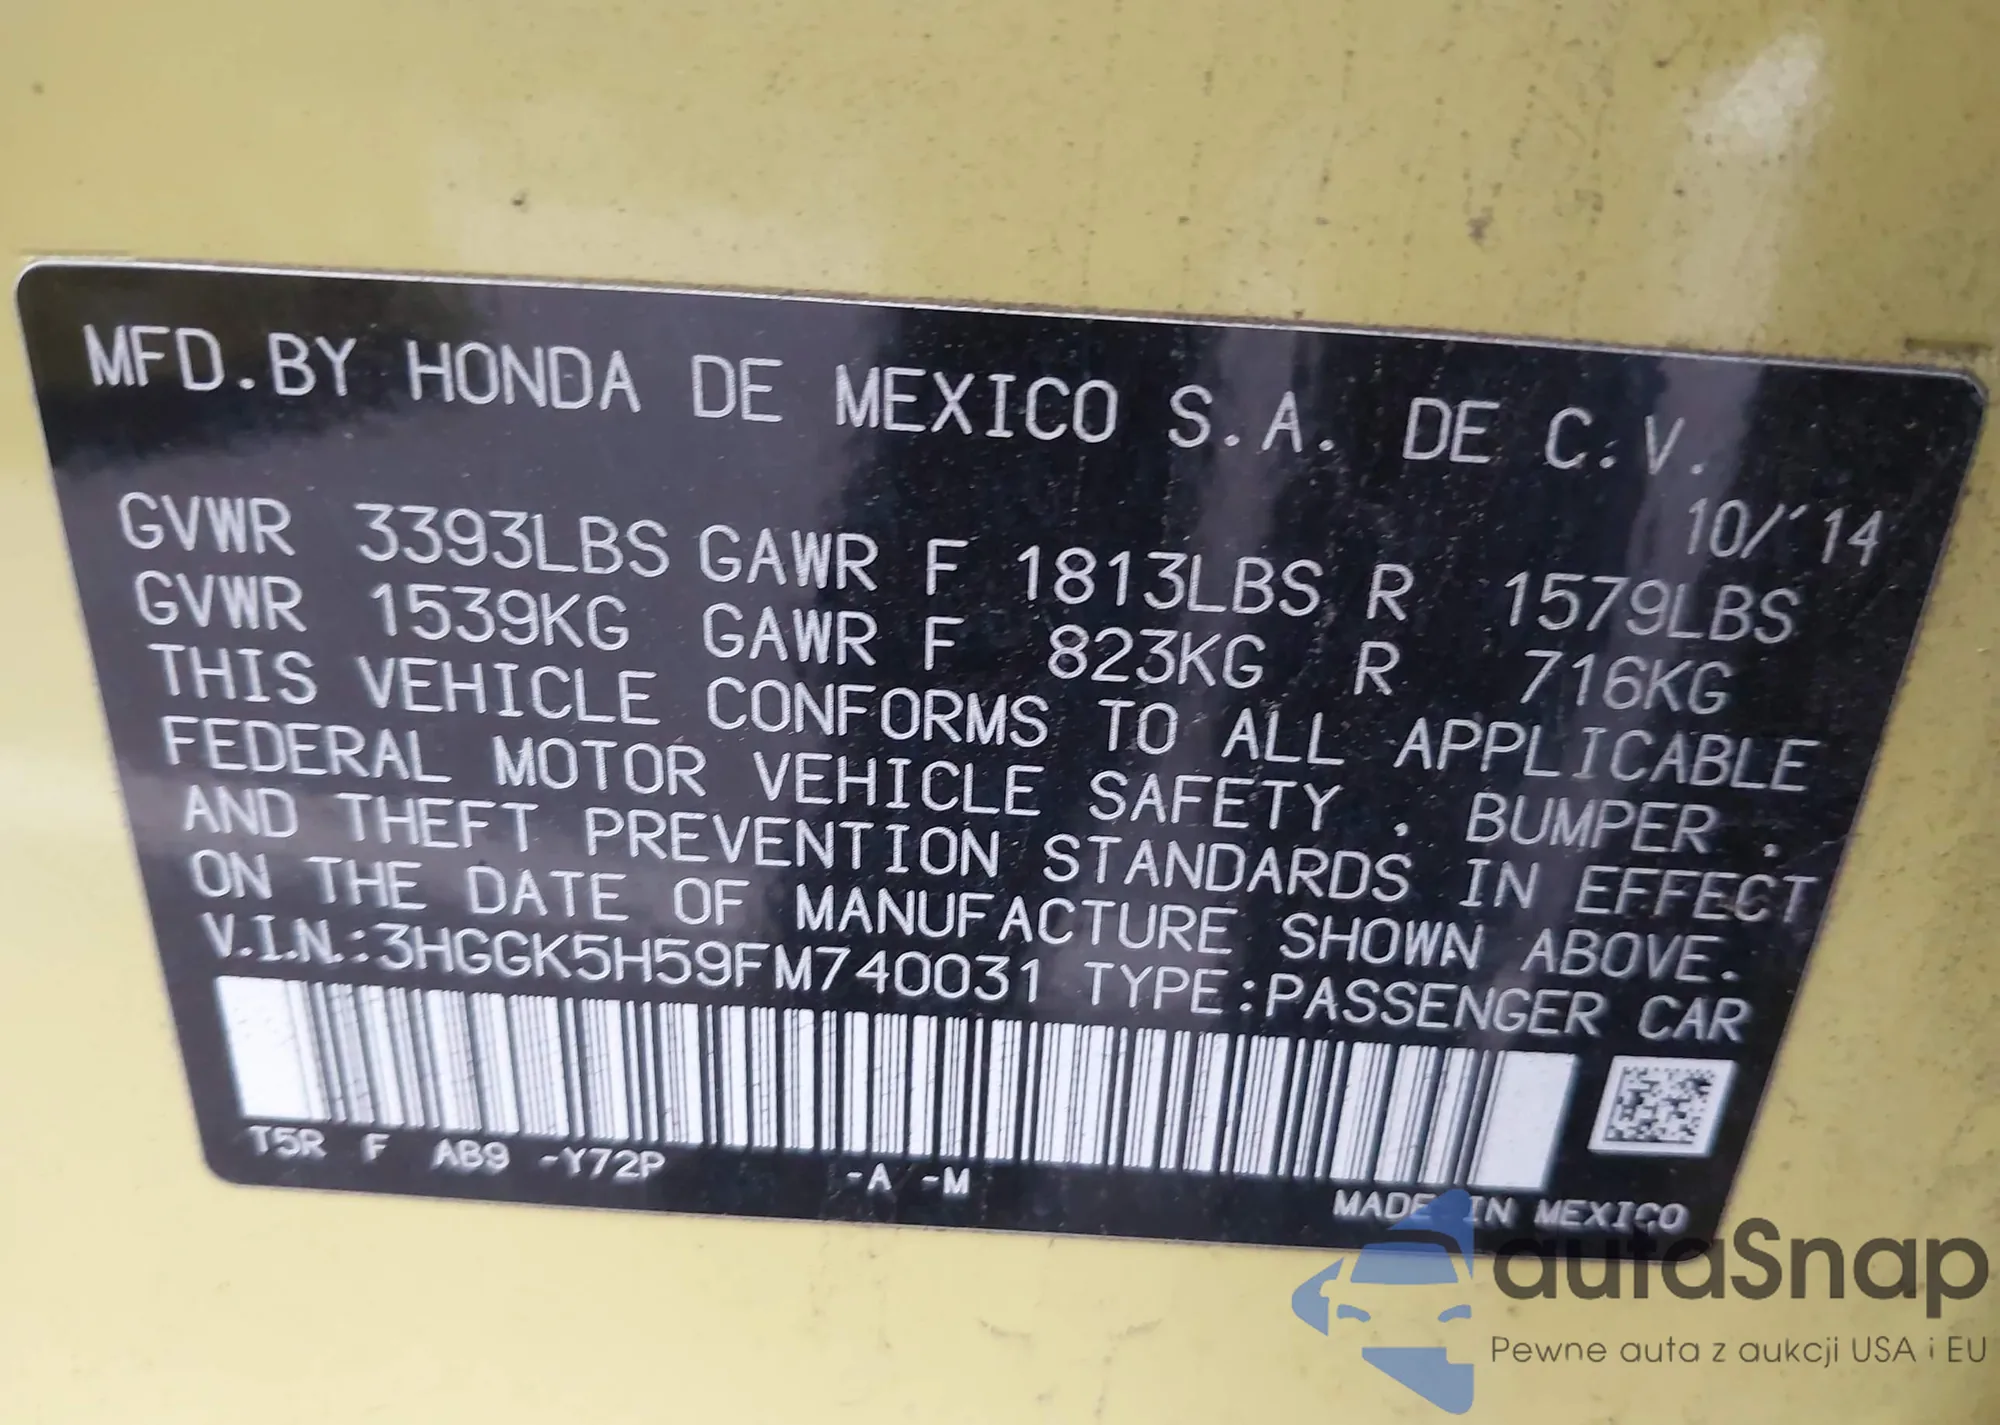 MFD.BY HONDA DE MEXICO S.A. DE C.V.
10/'14
GVWR 3393LBS GAWR F 1813LBS R 1579LBS
GVWR 1539KG GAWR F 823KG R 716KG
THIS VEHICLE CONFORMS TO ALL APPLICABLE
FEDERAL MOTOR VEHICLE SAFETY , BUMPER ,
AND THEFT PREVENTION STANDARDS IN EFFECT
ON THE DATE OF MANUFACTURE SHOWN ABOVE.
V.I.N.:3HGGK5H59FM740031 TYPE:PASSENGER CAR
T5R F AB9 -Y72P -A -M
MADE IN MEXICO
autaSnap
Pewne auta z aukcji USA i EU